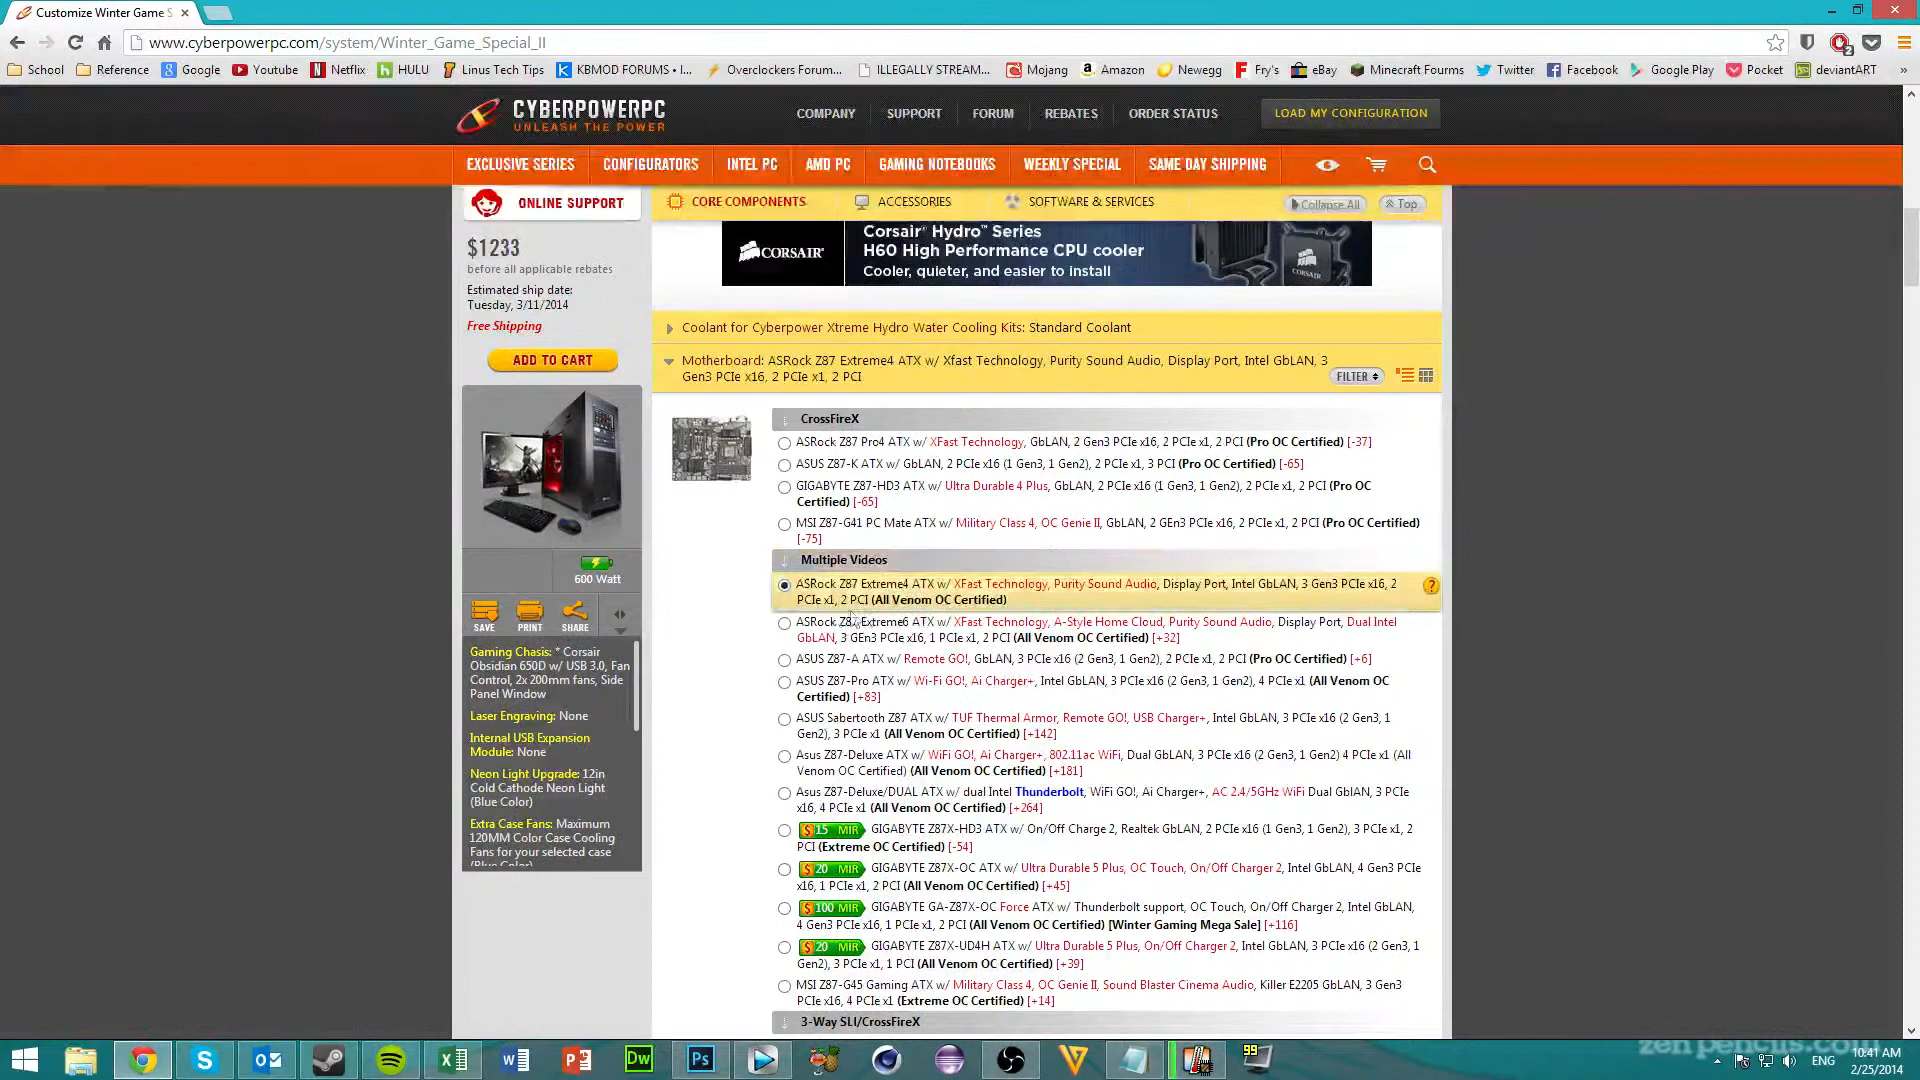 Customize Winter Game S
www.cyberpowerpc.com/system/Winter_Game_Special_II
School
Reference
Google
Youtube
Netflix
HULU
Linus Tech Tips
KBMOD FORUMS • I...
Overclockers Forum...
ILLEGALLY STREAM...
Mojang
Amazon
Newegg
Fry's
eBay
Minecraft Fourms
Twitter
Facebook
Google Play
Pocket
deviantART
CYBERPOWERPC
UNLEASH THE POWER
COMPANY
SUPPORT
FORUM
REBATES
ORDER STATUS
LOAD MY CONFIGURATION
EXCLUSIVE SERIES
CONFIGURATORS
INTEL PC
AMD PC
GAMING NOTEBOOKS
WEEKLY SPECIAL
SAME DAY SHIPPING
ONLINE SUPPORT
CORE COMPONENTS
ACCESSORIES
SOFTWARE & SERVICES
Collapse All
Top
$1233
before all applicable rebates
Estimated ship date:
Tuesday, 3/11/2014
Free Shipping
ADD TO CART
600 Watt
SAVE
PRINT
SHARE
Gaming Chasis: * Corsair
Obsidian 650D w/ USB 3.0, Fan
Control, 2x 200mm fans, Side
Panel Window
Laser Engraving: None
Internal USB Expansion
Module: None
Neon Light Upgrade: 12in
Cold Cathode Neon Light
(Blue Color)
Extra Case Fans: Maximum
120MM Color Case Cooling
Fans for your selected case
(Blue Color)
CORSAIR
Corsair® Hydro™ Series
H60 High Performance CPU cooler
Cooler, quieter, and easier to install
CORSAIR
Coolant for Cyberpower Xtreme Hydro Water Cooling Kits: Standard Coolant
Motherboard: ASRock Z87 Extreme4 ATX w/ Xfast Technology, Purity Sound Audio, Display Port, Intel GbLAN, 3
Gen3 PCIe x16, 2 PCIe x1, 2 PCI
FILTER
CrossFireX
ASRock Z87 Pro4 ATX w/ XFast Technology, GbLAN, 2 Gen3 PCIe x16, 2 PCIe x1, 2 PCI (Pro OC Certified) [-37]
ASUS Z87-K ATX w/ GbLAN, 2 PCIe x16 (1 Gen3, 1 Gen2), 2 PCIe x1, 3 PCI (Pro OC Certified) [-65]
GIGABYTE Z87-HD3 ATX w/ Ultra Durable 4 Plus, GbLAN, 2 PCIe x16 (1 Gen3, 1 Gen2), 2 PCIe x1, 2 PCI (Pro OC
Certified) [-65]
MSI Z87-G41 PC Mate ATX w/ Military Class 4, OC Genie II, GbLAN, 2 GEn3 PCIe x16, 2 PCIe x1, 2 PCI (Pro OC Certified)
[-75]
Multiple Videos
ASRock Z87 Extreme4 ATX w/ XFast Technology, Purity Sound Audio, Display Port, Intel GbLAN, 3 Gen3 PCIe x16, 2
PCIe x1, 2 PCI (All Venom OC Certified)
ASRock Z87 Extreme6 ATX w/ XFast Technology, A-Style Home Cloud, Purity Sound Audio, Display Port, Dual Intel
GbLAN, 3 GEn3 PCIe x16, 1 PCIe x1, 2 PCI (All Venom OC Certified) [+32]
ASUS Z87-A ATX w/ Remote GO!, GbLAN, 3 PCIe x16 (2 Gen3, 1 Gen2), 2 PCIe x1, 2 PCI (Pro OC Certified) [+6]
ASUS Z87-Pro ATX w/ Wi-Fi GO!, Ai Charger+, Intel GbLAN, 3 PCIe x16 (2 Gen3, 1 Gen2), 4 PCIe x1 (All Venom OC
Certified) [+83]
ASUS Sabertooth Z87 ATX w/ TUF Thermal Armor, Remote GO!, USB Charger+, Intel GbLAN, 3 PCIe x16 (2 Gen3, 1
Gen2), 3 PCIe x1 (All Venom OC Certified) [+142]
Asus Z87-Deluxe ATX w/ WiFi GO!, Ai Charger+, 802.11ac WiFi, Dual GbLAN, 3 PCIe x16 (2 Gen3, 1 Gen2) 4 PCIe x1 (All
Venom OC Certified) (All Venom OC Certified) [+181]
Asus Z87-Deluxe/DUAL ATX w/ dual Intel Thunderbolt, WiFi GO!, Ai Charger+, AC 2.4/5GHz WiFi Dual GblAN, 3 PCIe
x16, 4 PCIe x1 (All Venom OC Certified) [+264]
$ 15 MIR GIGABYTE Z87X-HD3 ATX w/ On/Off Charge 2, Realtek GbLAN, 2 PCIe x16 (1 Gen3, 1 Gen2), 3 PCIe x1, 2
PCI (Extreme OC Certified) [-54]
$ 20 MIR GIGABYTE Z87X-OC ATX w/ Ultra Durable 5 Plus, OC Touch, On/Off Charger 2, Intel GbLAN, 4 Gen3 PCIe
x16, 1 PCIe x1, 2 PCI (All Venom OC Certified) [+45]
$ 100 MIR GIGABYTE GA-Z87X-OC Force ATX w/ Thunderbolt support, OC Touch, On/Off Charger 2, Intel GbLAN,
4 Gen3 PCIe x16, 1 PCIe x1, 2 PCI (All Venom OC Certified) [Winter Gaming Mega Sale] [+116]
$ 20 MIR GIGABYTE Z87X-UD4H ATX w/ Ultra Durable 5 Plus, On/Off Charger 2, Intel GbLAN, 3 PCIe x16 (2 Gen3, 1
Gen2), 3 PCIe x1, 1 PCI (All Venom OC Certified) [+39]
MSI Z87-G45 Gaming ATX w/ Military Class 4, OC Genie II, Sound Blaster Cinema Audio, Killer E2205 GbLAN, 3 Gen3
PCIe x16, 4 PCIe x1 (Extreme OC Certified) [+14]
3-Way SLI/CrossFireX
zen pencils.com
99
ENG
10:41 AM
2/25/2014